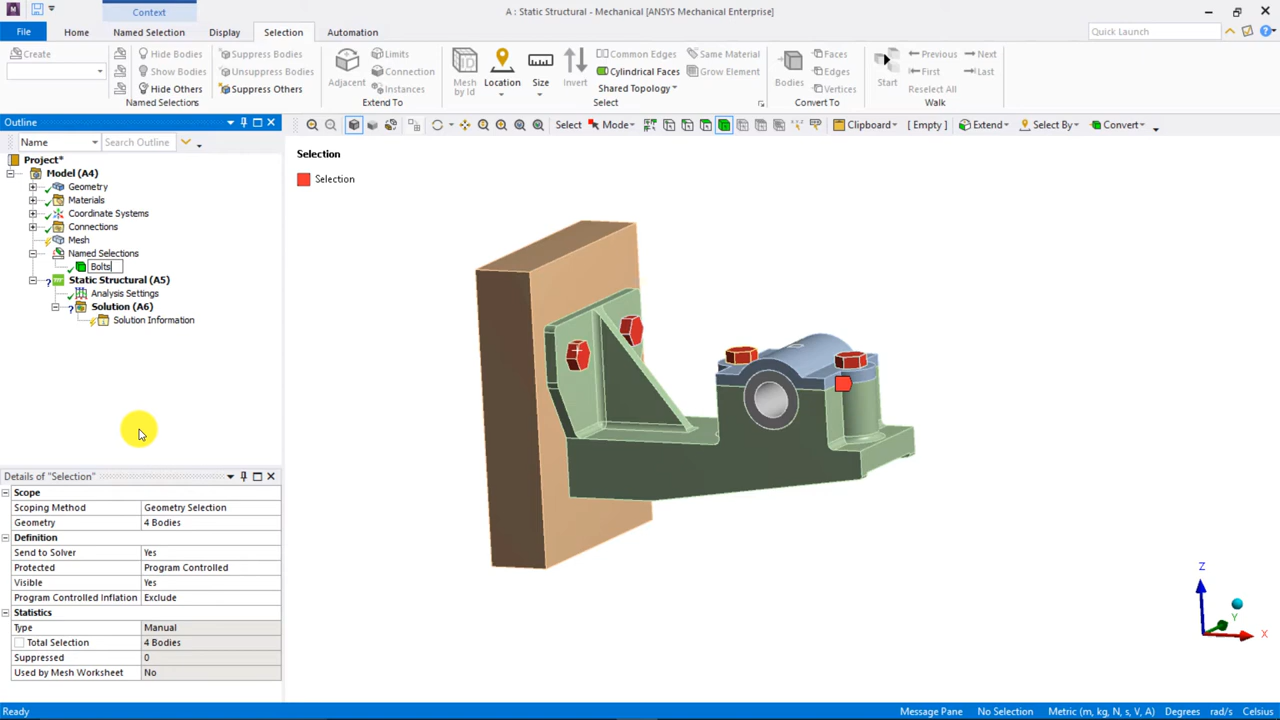 Context
A : Static Structural - Mechanical [ANSYS Mechanical Enterprise]
File Home Named Selection Display Selection Automation Quick Launch
Create Hide Bodies Suppress Bodies Limits Common Edges Same Material Faces Previous Next
Show Bodies Unsuppress Bodies Connection Cylindrical Faces Grow Element Edges First Last
Hide Others Suppress Others Adjacent Instances Mesh by Id Location Size Invert Shared Topology Bodies Vertices Start Reselect All
Named Selections Extend To Select Convert To Walk
Outline
Select Mode Clipboard [ Empty ] Extend Select By Convert
Name Search Outline
Project*
Model (A4)
Geometry
Materials
Coordinate Systems
Connections
Mesh
Named Selections
Bolts
Static Structural (A5)
Analysis Settings
Solution (A6)
Solution Information
Selection
Selection
Details of "Selection"
Scope
Scoping Method Geometry Selection
Geometry 4 Bodies
Definition
Send to Solver Yes
Protected Program Controlled
Visible Yes
Program Controlled Inflation Exclude
Statistics
Type Manual
Total Selection 4 Bodies
Suppressed 0
Used by Mesh Worksheet No
Z
Y
X
Ready Message Pane No Selection Metric (m, kg, N, s, V, A) Degrees rad/s Celsius